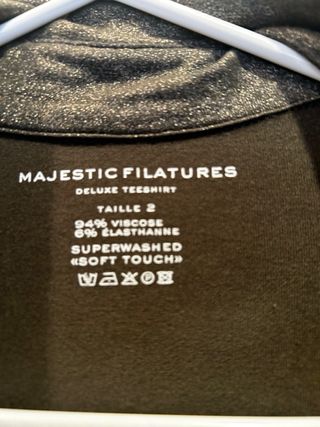 MAJESTIC FILATURES
DELUXE TEESHIRT
TAILLE 2
94% VISCOSE
6% ÉLASTHANNE
SUPERWASHED
«SOFT TOUCH»